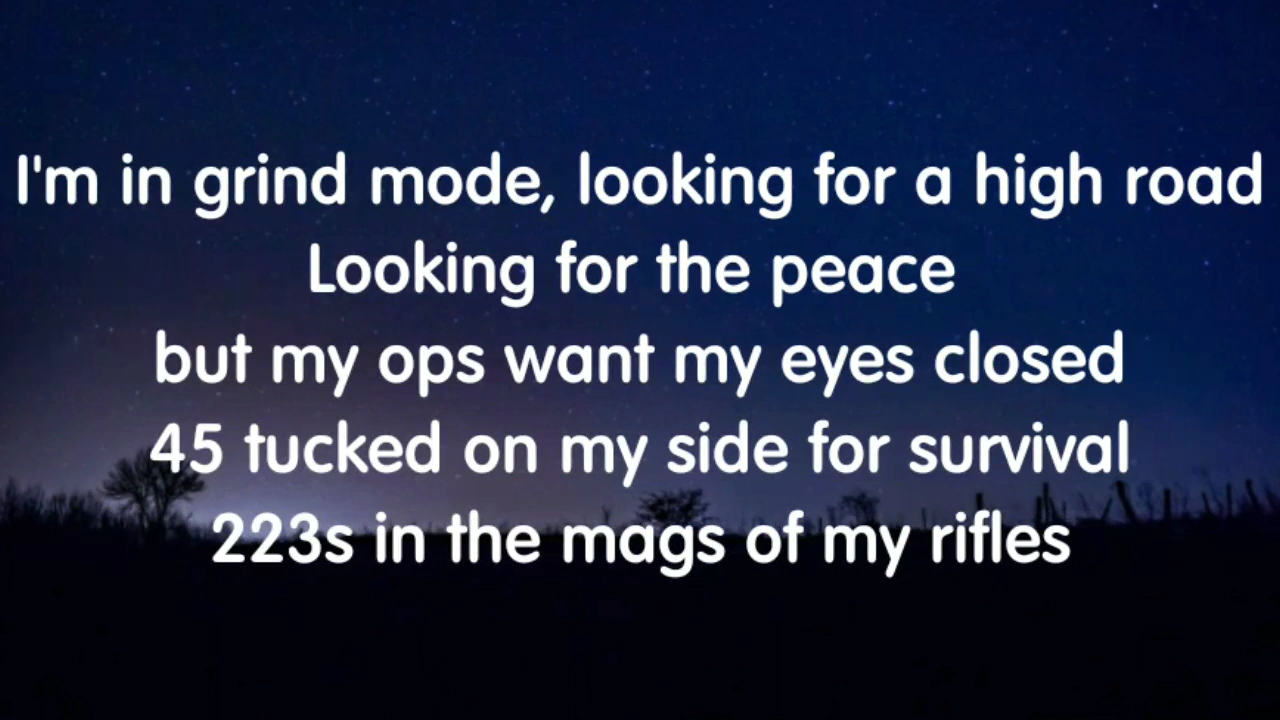 I'm in grind mode, looking for a high road
Looking for the peace
but my ops want my eyes closed
45 tucked on my side for survival
223s in the mags of my rifles